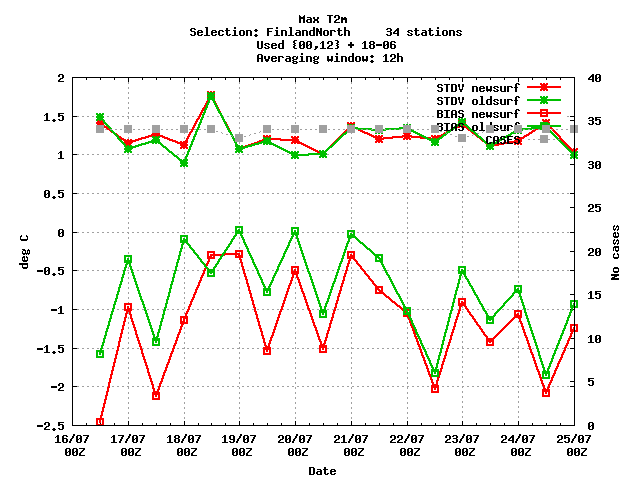 Max T2m
Selection: FinlandNorth 34 stations
Used {00,12} + 18-06
Averaging window: 12h
STDV newsurf
STDV oldsurf
BIAS newsurf
BIAS oldsurf
CASES
deg C
2
1.5
1
0.5
0
-0.5
-1
-1.5
-2
-2.5
No cases
40
35
30
25
20
15
10
5
0
16/07 17/07 18/07 19/07 20/07 21/07 22/07 23/07 24/07 25/07
00Z 00Z 00Z 00Z 00Z 00Z 00Z 00Z 00Z 00Z
Date